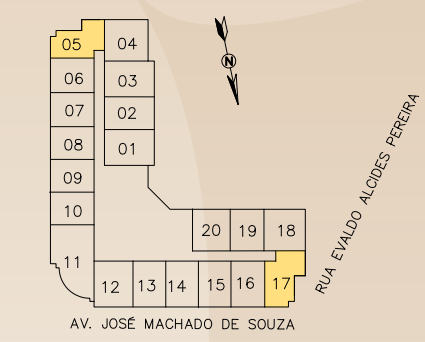 05 04
06 03
N
07 02
08 01
09
10
11
20 19 18
12 13 14 15 16 17
RUA EVALDO ALCIDES PEREIRA
AV. JOSÉ MACHADO DE SOUZA